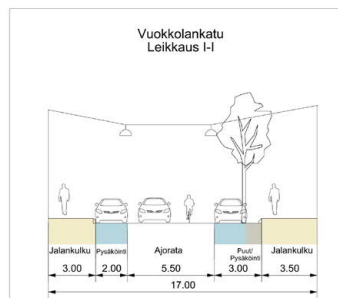 Vuokkolankatu
Leikkaus I-I
Jalankulku
Pysäköinti
Ajorata
Puut/
Pysäköinti
Jalankulku
3.00
2.00
5.50
3.00
3.50
17.00